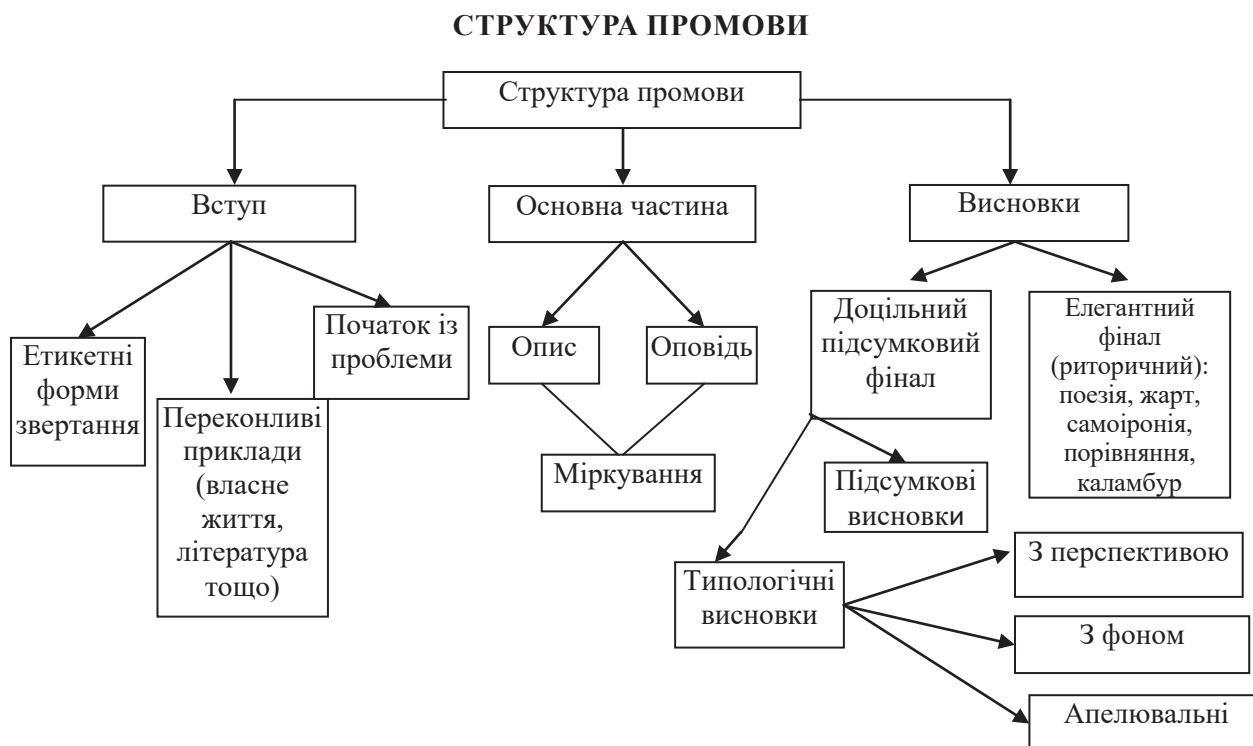 СТРУКТУРА ПРОМОВИ
Структура промови
Вступ
Основна частина
Висновки
Етикетні
форми
звертання
Переконливі
приклади
(власне
життя,
література
тощо)
Початок із
проблеми
Опис
Оповідь
Міркування
Доцільний
підсумковий
фінал
Елегантний
фінал
(риторичний):
поезія, жарт,
самоіронія,
порівняння,
каламбур
Підсумкові
висновки
Типологічні
висновки
З перспективою
З фоном
Апелювальні